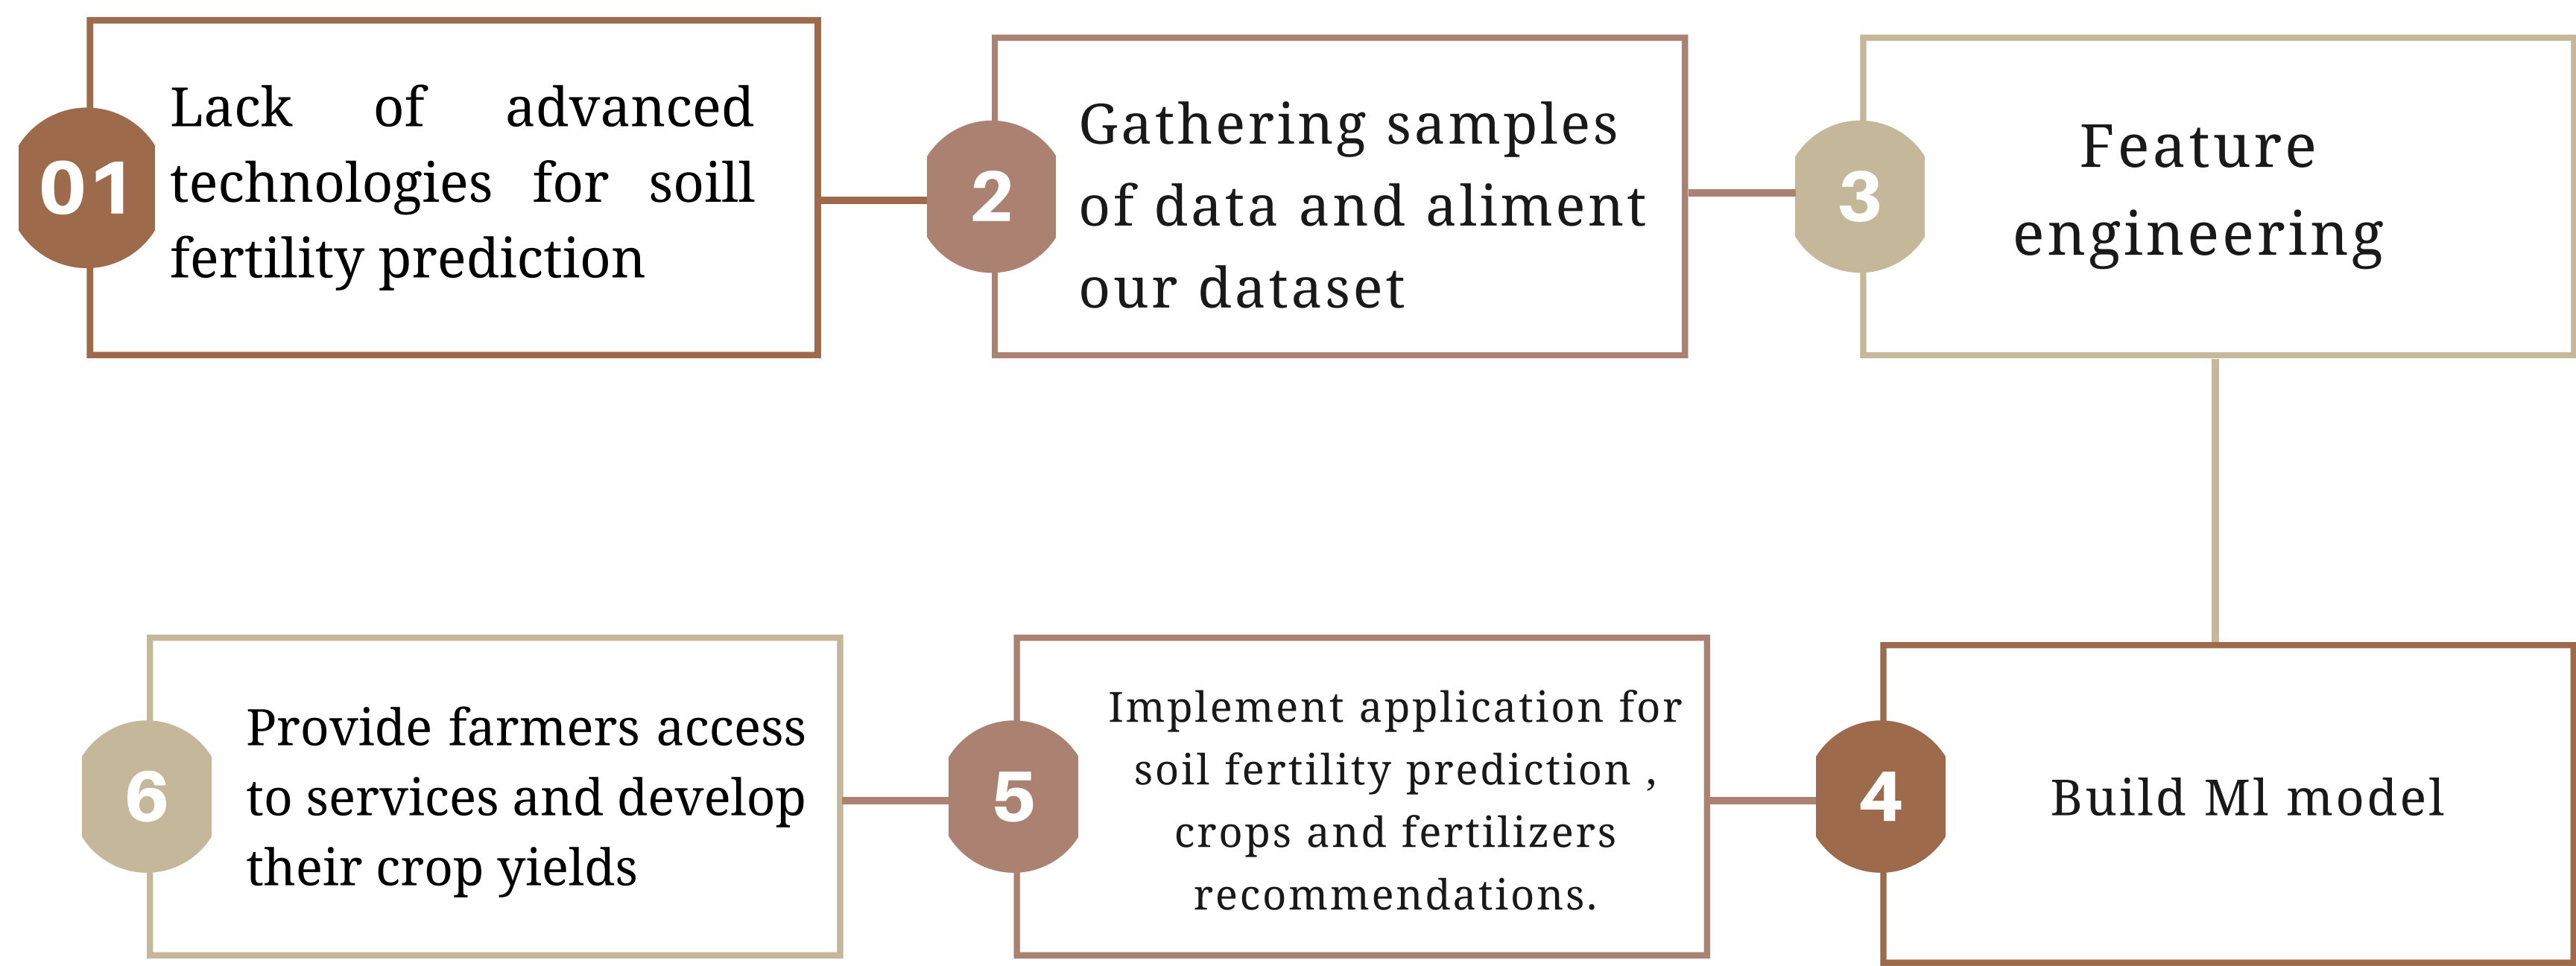 01
Lack of advanced
technologies for soill
fertility prediction
2
Gathering samples
of data and aliment
our dataset
3
Feature
engineering
4
Build Ml model
5
Implement application for
soil fertility prediction ,
crops and fertilizers
recommendations.
6
Provide farmers access
to services and develop
their crop yields